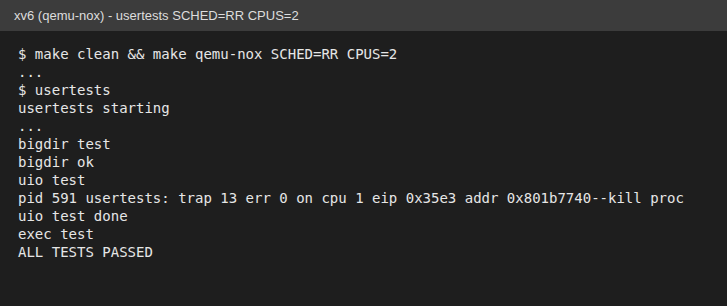 xv6 (qemu-nox) - usertests SCHED=RR CPUS=2
$ make clean && make qemu-nox SCHED=RR CPUS=2
...
$ usertests
usertests starting
...
bigdir test
bigdir ok
uio test
pid 591 usertests: trap 13 err 0 on cpu 1 eip 0x35e3 addr 0x801b7740--kill proc
uio test done
exec test
ALL TESTS PASSED